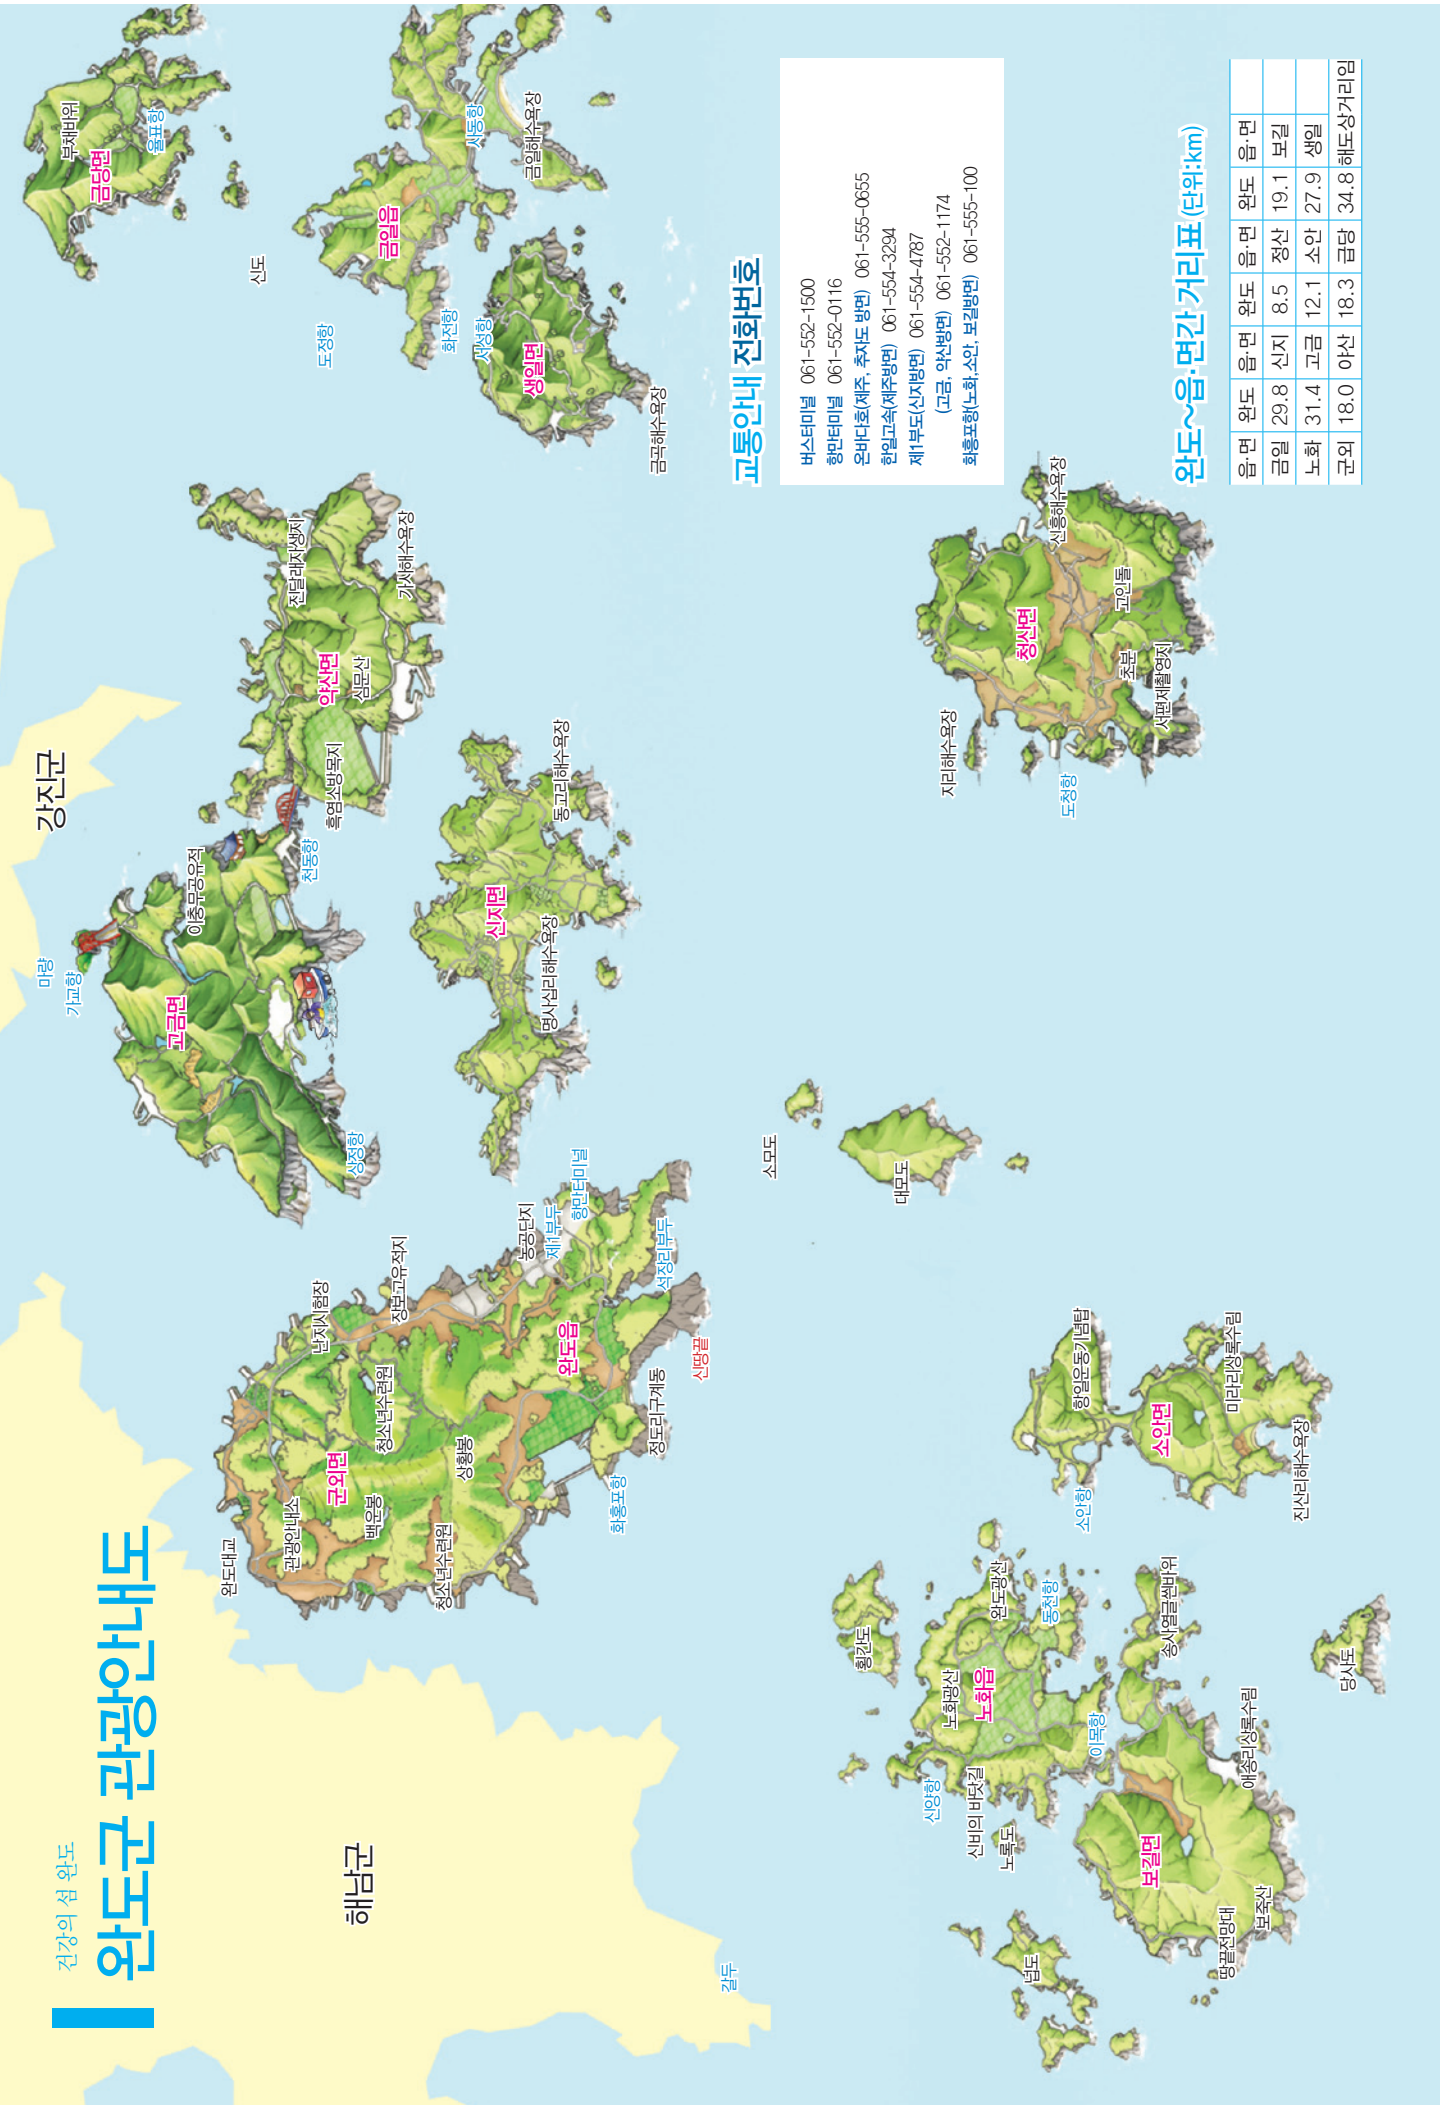 건강의 섬 완도
완도군 관광안내도
강진군
해남군
마량
가교항
고금면
이충무공유적
천동항
상정항
약산면
삼문산
진달래자생지
가사해수욕장
흑염소방목지
금당면
부채바위
율포항
신도
도정항
금일읍
사동항
금일해수욕장
화전항
서성항
생일면
금곡해수욕장
신지면
동고리해수욕장
명사십리해수욕장
완도대교
관광안내소
군외면
백운봉
청소년수련원
청소년수련원
상황봉
난지시험장
장보고유적지
농공단지
제1부두
항만터미널
완도읍
석장리부두
신땅끝
정도리구계동
화흥포항
소모도
대모도
청산면
신흥해수욕장
고인돌
초분
서편제촬영지
지리해수욕장
도청항
항일운동기념탑
소안면
미라리상록수림
소안항
진산리해수욕장
횡간도
완도광산
동천항
노화광산
노화읍
이목항
신양항
신비의 바닷길
노록도
송시열글씐바위
당사도
애송리상록수림
보길면
보죽산
땅끝전망대
넙도
갈두
교통안내 전화번호
버스터미널 061-552-1500
항만터미널 061-552-0116
온바다호(제주, 추자도 방면) 061-555-0655
한일고속(제주방면) 061-554-3294
제1부도(신지방면) 061-554-4787
(고금, 약산방면) 061-552-1174
화흥포항(노화,소안, 보길방면) 061-555-100
완도~읍·면간 거리표 (단위:km)
읍·면 완도 읍·면 완도 읍·면 완도 읍·면
금일 29.8 신지 8.5 정산 19.1 보길
노화 31.4 고금 12.1 소안 27.9 생일
군외 18.0 야산 18.3 금당 34.8 해도상거리임